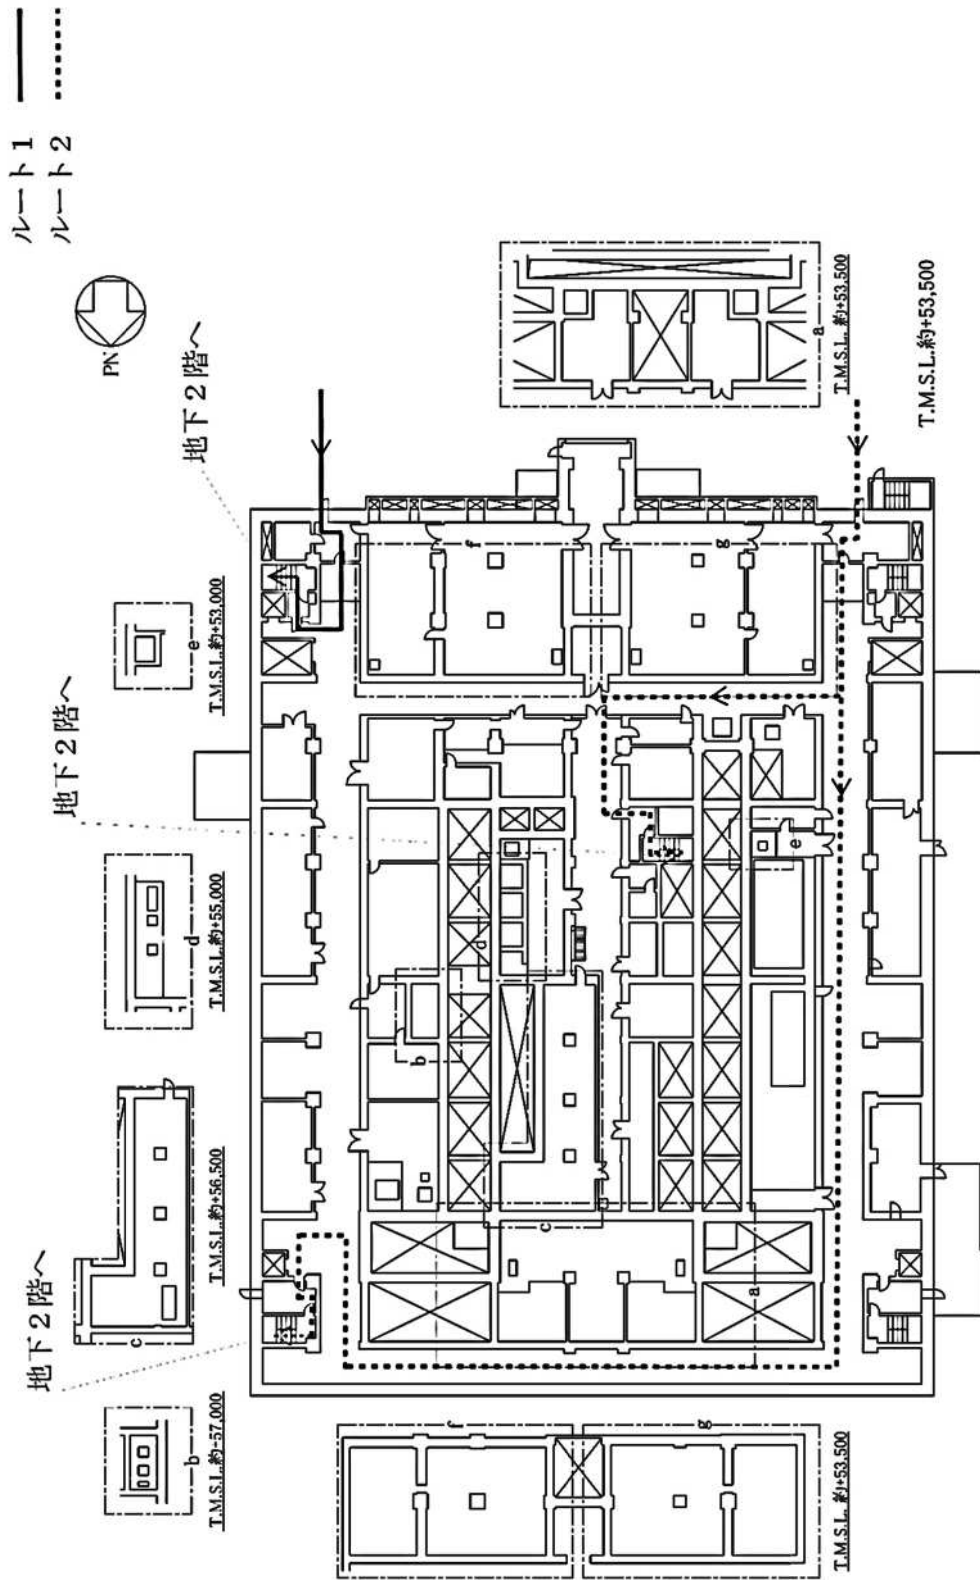 ルート1
ルート2
PN
地下2階へ
地下2階へ
地下2階へ
b
T.M.S.L.約+57,000
c
T.M.S.L.約+56,500
d
T.M.S.L.約+55,000
e
T.M.S.L.約+53,000
a
T.M.S.L. 約+53,500
T.M.S.L.約+53,500
f
g
b
d
c
e
a
f
g
T.M.S.L. 約+53,500